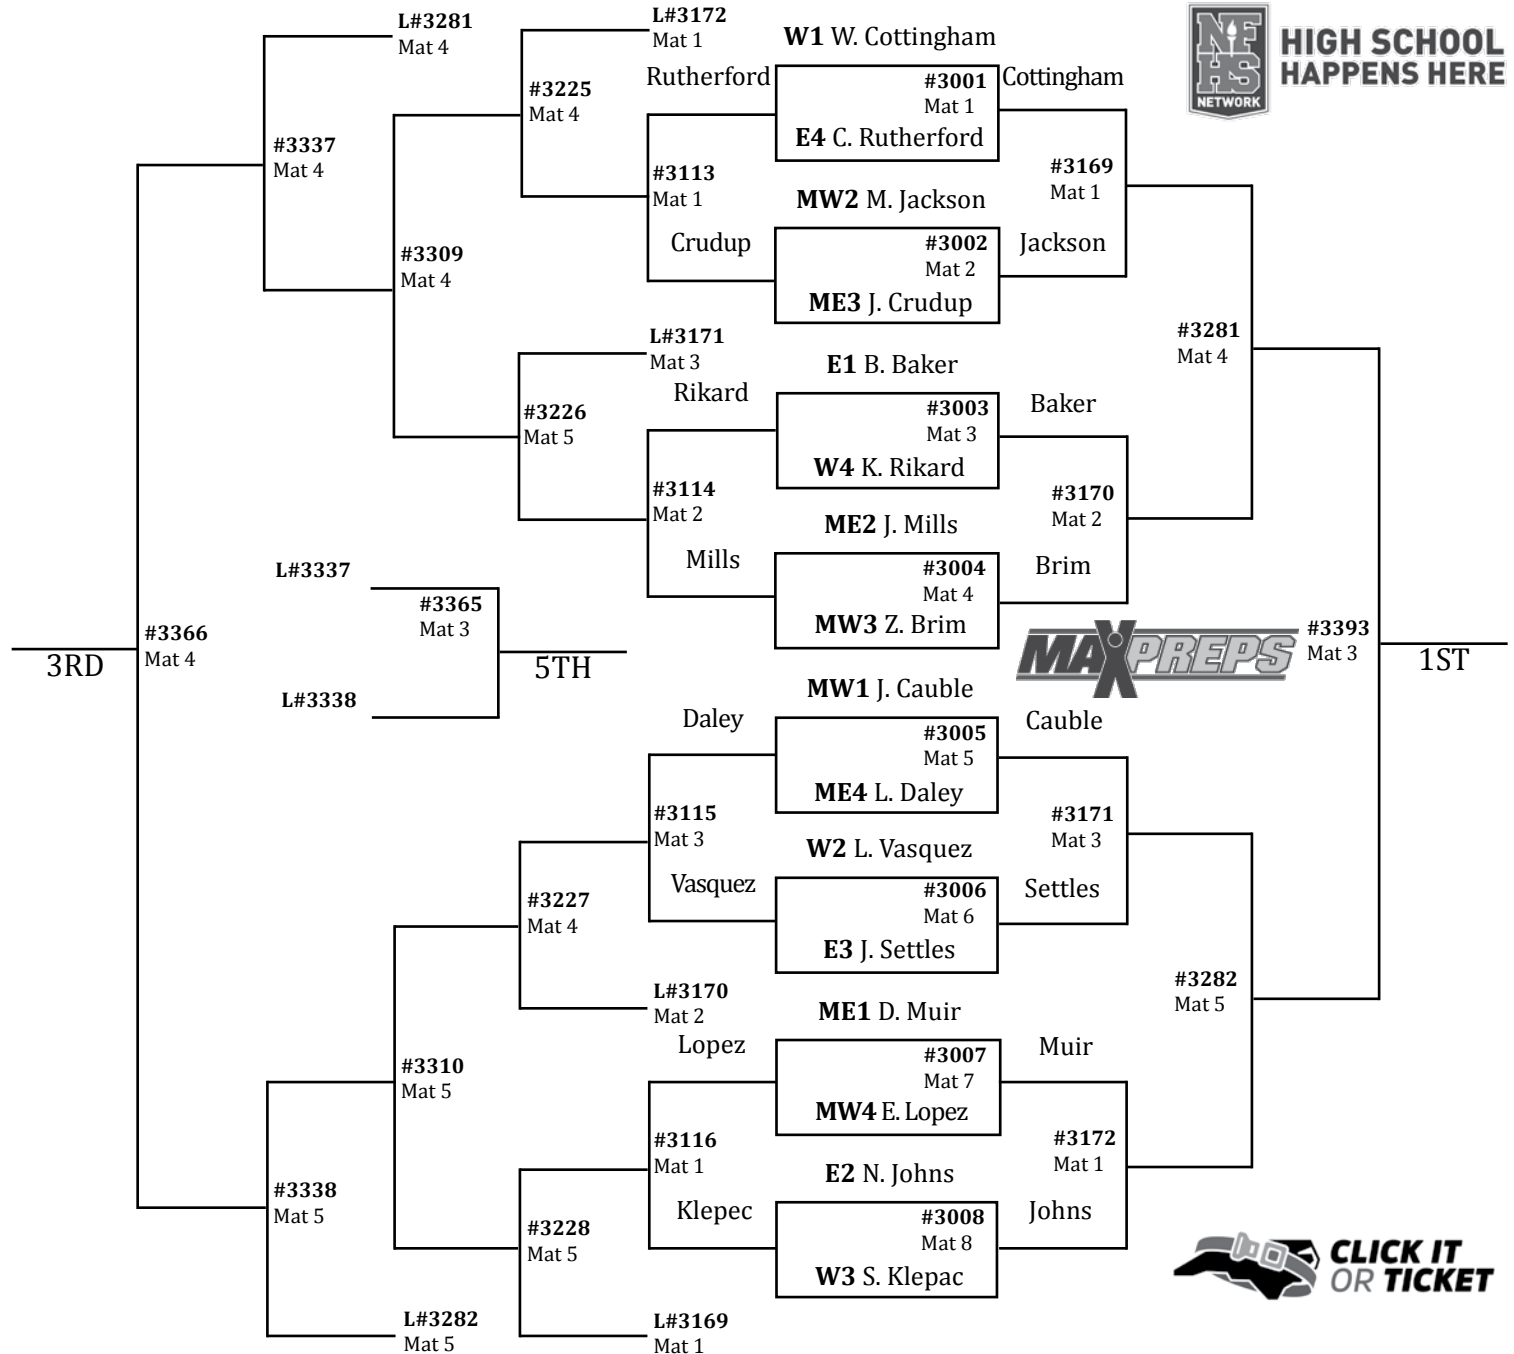 L#3281
Mat 4
L#3172
Mat 1
W1 W. Cottingham
NF
HS
NETWORK
HIGH SCHOOL
HAPPENS HERE
Rutherford
#3001
Mat 1
Cottingham
#3225
Mat 4
E4 C. Rutherford
#3337
Mat 4
#3113
Mat 1
#3169
Mat 1
MW2 M. Jackson
Crudup
#3002
Mat 2
Jackson
#3309
Mat 4
ME3 J. Crudup
L#3171
Mat 3
#3281
Mat 4
E1 B. Baker
Rikard
#3003
Mat 3
Baker
#3226
Mat 5
W4 K. Rikard
#3114
Mat 2
#3170
Mat 2
ME2 J. Mills
Mills
#3004
Mat 4
Brim
L#3337
#3365
Mat 3
MW3 Z. Brim
#3366
Mat 4
3RD
5TH
MAXPREPS
#3393
Mat 3
1ST
L#3338
MW1 J. Cauble
Daley
#3005
Mat 5
Cauble
ME4 L. Daley
#3115
Mat 3
#3171
Mat 3
W2 L. Vasquez
Vasquez
#3006
Mat 6
Settles
#3227
Mat 4
E3 J. Settles
L#3170
Mat 2
#3282
Mat 5
ME1 D. Muir
Lopez
#3007
Mat 7
Muir
#3310
Mat 5
MW4 E. Lopez
#3116
Mat 1
#3172
Mat 1
E2 N. Johns
#3338
Mat 5
Klepec
#3008
Mat 8
Johns
#3228
Mat 5
W3 S. Klepac
CLICK IT
OR TICKET
L#3282
Mat 5
L#3169
Mat 1